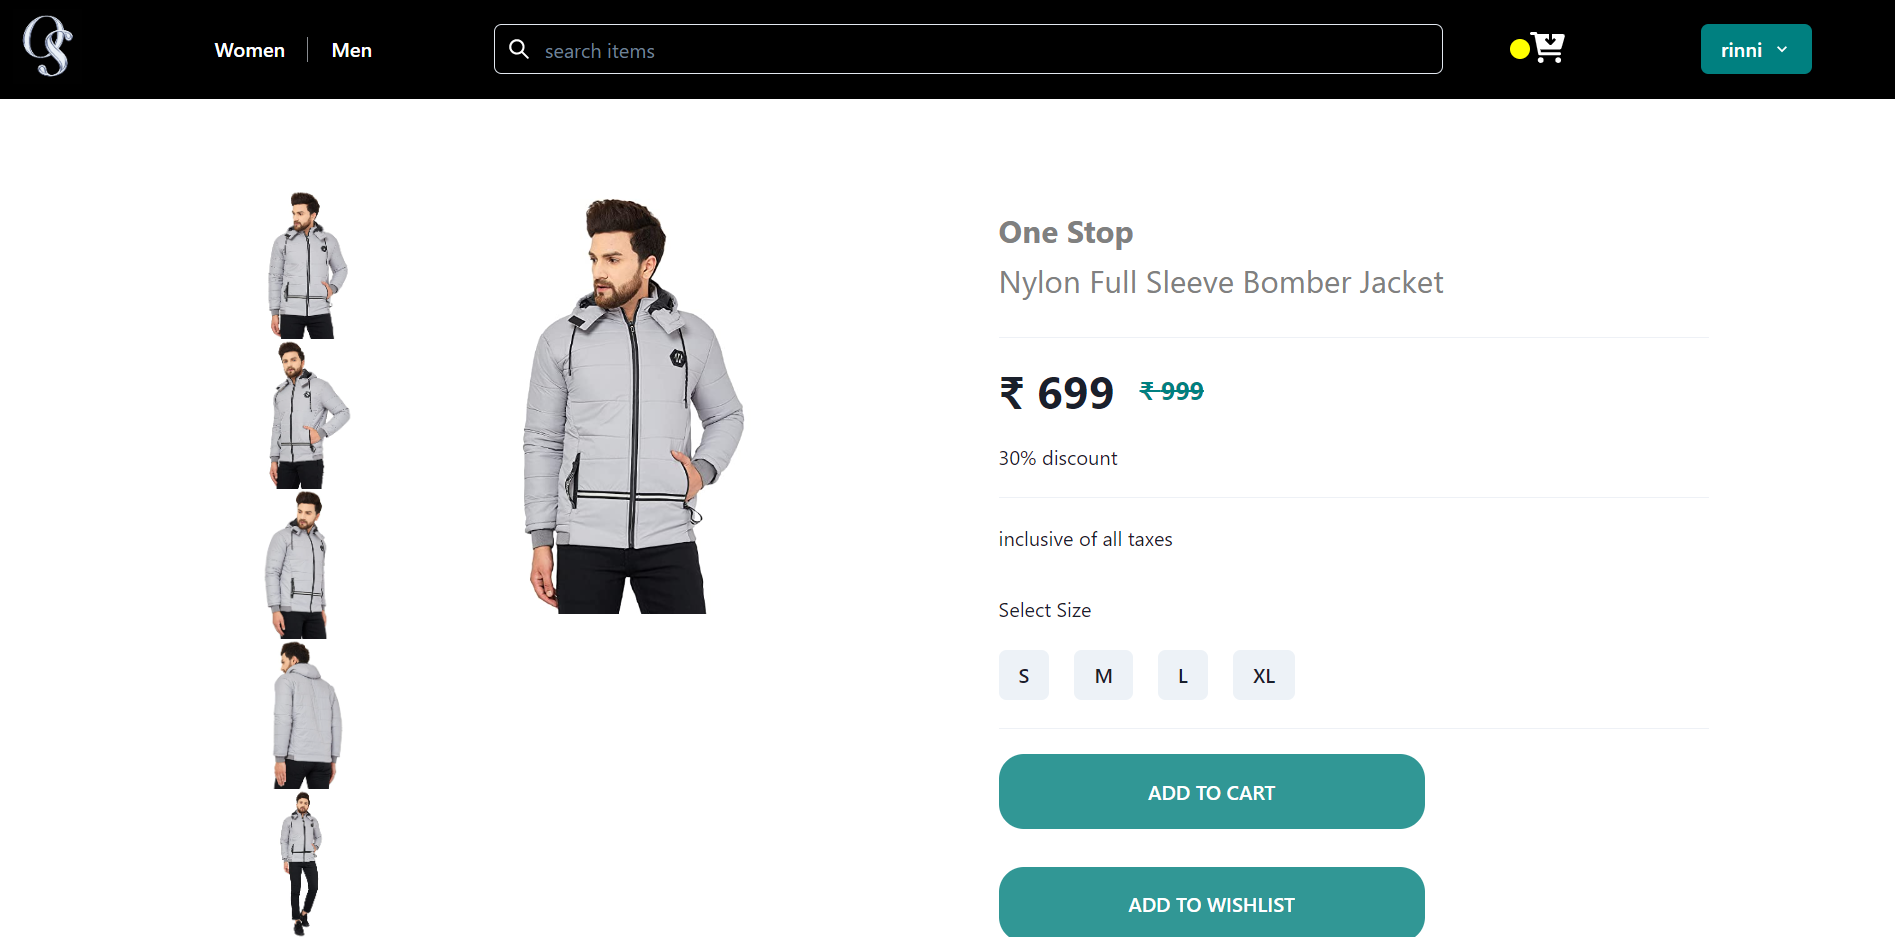 OS
Women
Men
search items
rinni
One Stop
Nylon Full Sleeve Bomber Jacket
₹ 699 ₹ 999
30% discount
inclusive of all taxes
Select Size
S M L XL
ADD TO CART
ADD TO WISHLIST